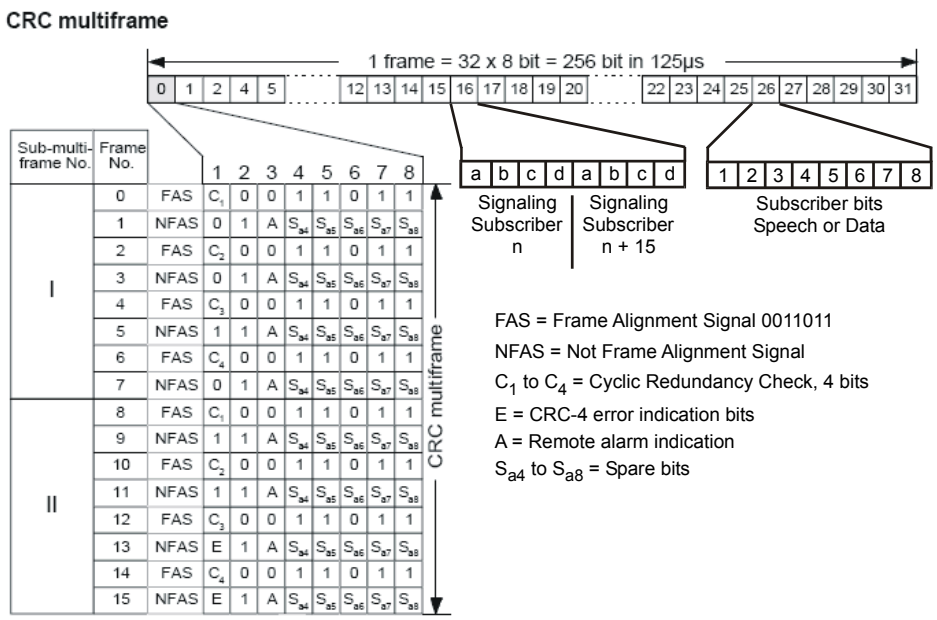 CRC multiframe
1 frame = 32 x 8 bit = 256 bit in 125µs
0 1 2 4 5 12 13 14 15 16 17 18 19 20 22 23 24 25 26 27 28 29 30 31
Sub-multi-frame No. Frame No.
1 2 3 4 5 6 7 8
I
0 FAS C1 0 0 1 1 0 1 1
1 NFAS 0 1 A Sa4 Sa5 Sa6 Sa7 Sa8
2 FAS C2 0 0 1 1 0 1 1
3 NFAS 0 1 A Sa4 Sa5 Sa6 Sa7 Sa8
4 FAS C3 0 0 1 1 0 1 1
5 NFAS 1 1 A Sa4 Sa5 Sa6 Sa7 Sa8
6 FAS C4 0 0 1 1 0 1 1
7 NFAS 0 1 A Sa4 Sa5 Sa6 Sa7 Sa8
II
8 FAS C1 0 0 1 1 0 1 1
9 NFAS 1 1 A Sa4 Sa5 Sa6 Sa7 Sa8
10 FAS C2 0 0 1 1 0 1 1
11 NFAS 1 1 A Sa4 Sa5 Sa6 Sa7 Sa8
12 FAS C3 0 0 1 1 0 1 1
13 NFAS E 1 A Sa4 Sa5 Sa6 Sa7 Sa8
14 FAS C4 0 0 1 1 0 1 1
15 NFAS E 1 A Sa4 Sa5 Sa6 Sa7 Sa8
CRC multiframe
a b c d a b c d
Signaling Subscriber n
Signaling Subscriber n + 15
1 2 3 4 5 6 7 8
Subscriber bits
Speech or Data
FAS = Frame Alignment Signal 0011011
NFAS = Not Frame Alignment Signal
C1 to C4 = Cyclic Redundancy Check, 4 bits
E = CRC-4 error indication bits
A = Remote alarm indication
Sa4 to Sa8 = Spare bits